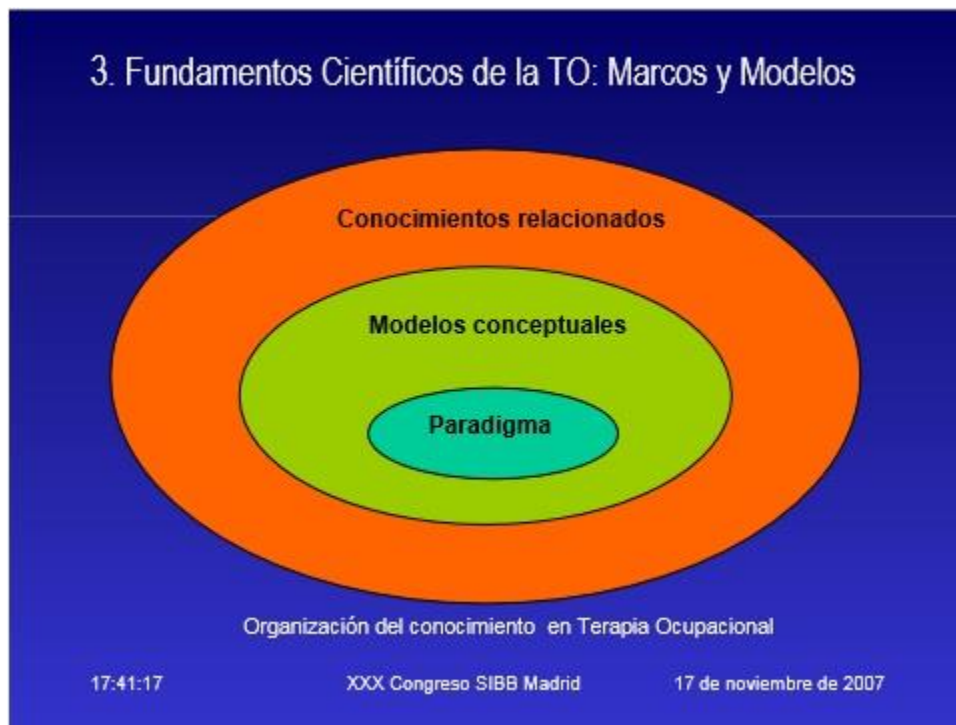 3. Fundamentos Científicos de la TO: Marcos y Modelos
Conocimientos relacionados
Modelos conceptuales
Paradigma
Organización del conocimiento en Terapia Ocupacional
17:41:17 XXX Congreso SIBB Madrid 17 de noviembre de 2007